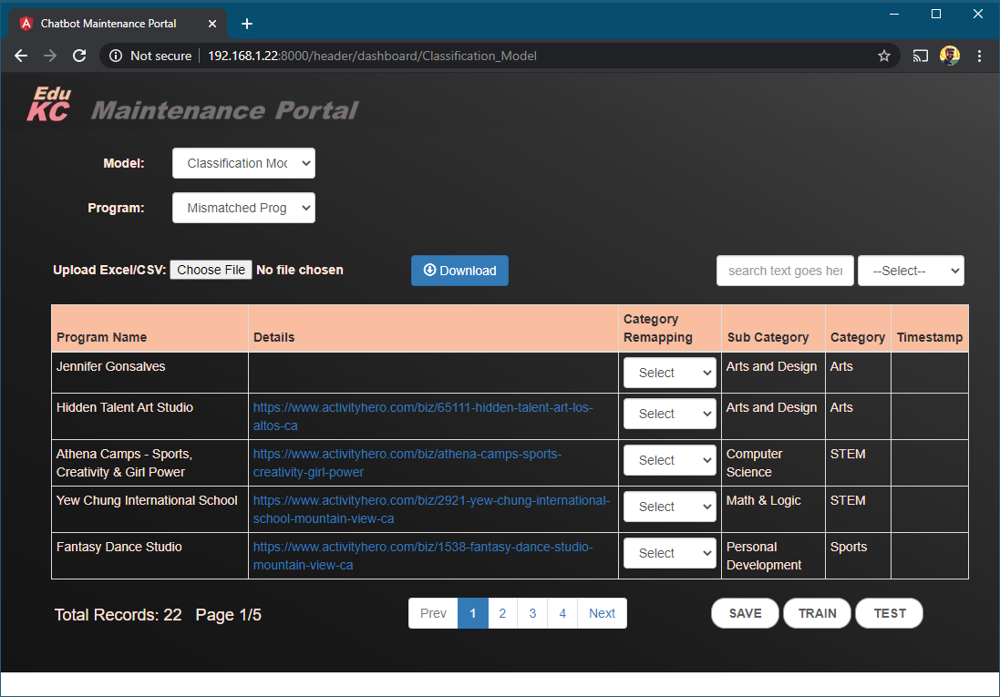 Chatbot Maintenance Portal
Not secure | 192.168.1.22:8000/header/dashboard/Classification_Model
Edu
KC Maintenance Portal
Model: Classification Moc
Program: Mismatched Prog
Upload Excel/CSV: Choose File No file chosen Download search text goes her --Select--
Program Name Details Category Remapping Sub Category Category Timestamp
Jennifer Gonsalves Select Arts and Design Arts
Hidden Talent Art Studio https://www.activityhero.com/biz/65111-hidden-talent-art-los-altos-ca Select Arts and Design Arts
Athena Camps - Sports, Creativity & Girl Power https://www.activityhero.com/biz/athena-camps-sports-creativity-girl-power Select Computer Science STEM
Yew Chung International School https://www.activityhero.com/biz/2921-yew-chung-international-school-mountain-view-ca Select Math & Logic STEM
Fantasy Dance Studio https://www.activityhero.com/biz/1538-fantasy-dance-studio-mountain-view-ca Select Personal Development Sports
Total Records: 22 Page 1/5 Prev 1 2 3 4 Next SAVE TRAIN TEST